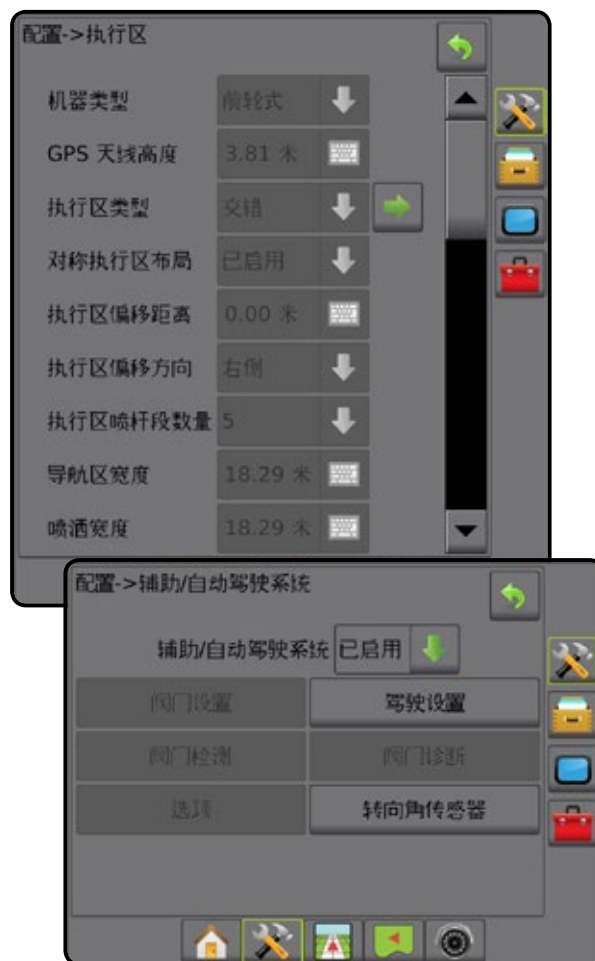 配置->执行区
机器类型 前轮式
GPS 天线高度 3.81 米
执行区类型 交错
对称执行区布局 已启用
执行区偏移距离 0.00 米
执行区偏移方向 右侧
执行区喷杆段数量 5
导航区宽度 18.29 米
喷洒宽度 18.29 米
配置->辅助/自动驾驶系统
辅助/自动驾驶系统 已启用
阀门设置 驾驶设置
阀门检测 阀门诊断
选项 转向角传感器